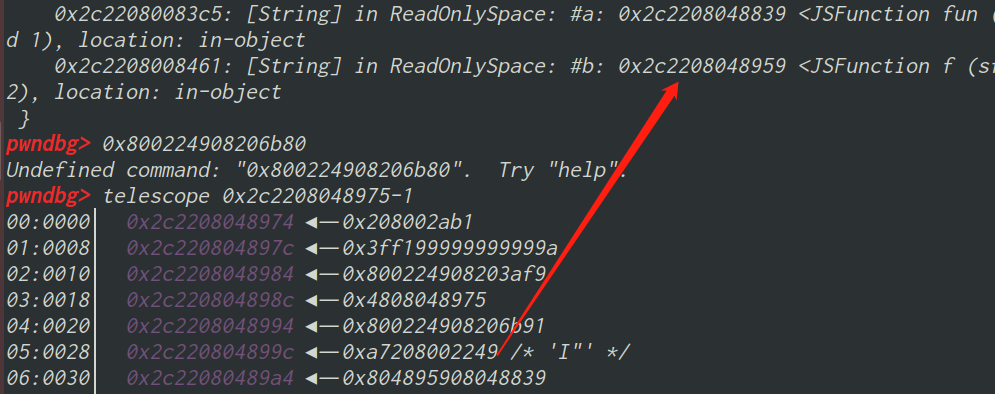 0x2c22080083c5: [String] in ReadOnlySpace: #a: 0x2c2208048839 <JSFunction fun (
d 1), location: in-object
0x2c2208008461: [String] in ReadOnlySpace: #b: 0x2c2208048959 <JSFunction f (sf
2), location: in-object
}
pwndbg> 0x800224908206b80
Undefined command: "0x800224908206b80".  Try "help".
pwndbg> telescope 0x2c2208048975-1
00:0000│ 0x2c2208048974 ◂— 0x208002ab1
01:0008│ 0x2c220804897c ◂— 0x3ff199999999999a
02:0010│ 0x2c2208048984 ◂— 0x800224908203af9
03:0018│ 0x2c220804898c ◂— 0x4808048975
04:0020│ 0x2c2208048994 ◂— 0x800224908206b91
05:0028│ 0x2c220804899c ◂— 0xa7208002249 /* 'I"' */
06:0030│ 0x2c22080489a4 ◂— 0x804895908048839